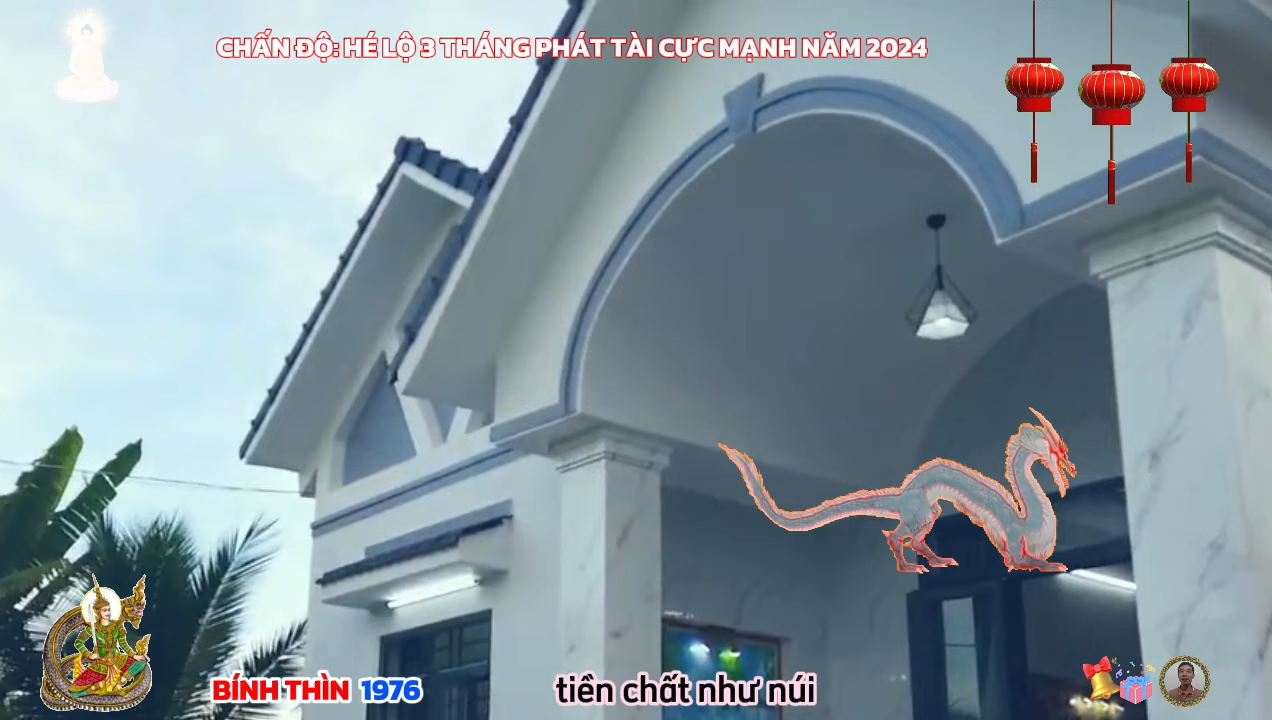 CHẤN ĐỘ: HÉ LỘ 3 THÁNG PHÁT TÀI CỰC MẠNH NĂM 2024
BÍNH THÌN 1976
tiền chất như núi